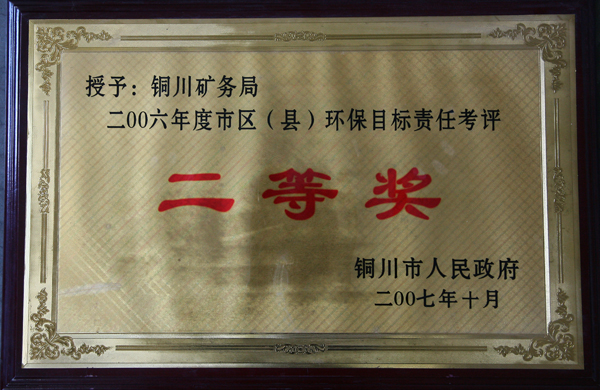 授予：铜川矿务局
二00六年度市区（县）环保目标责任考评
二等奖
铜川市人民政府
二00七年十月